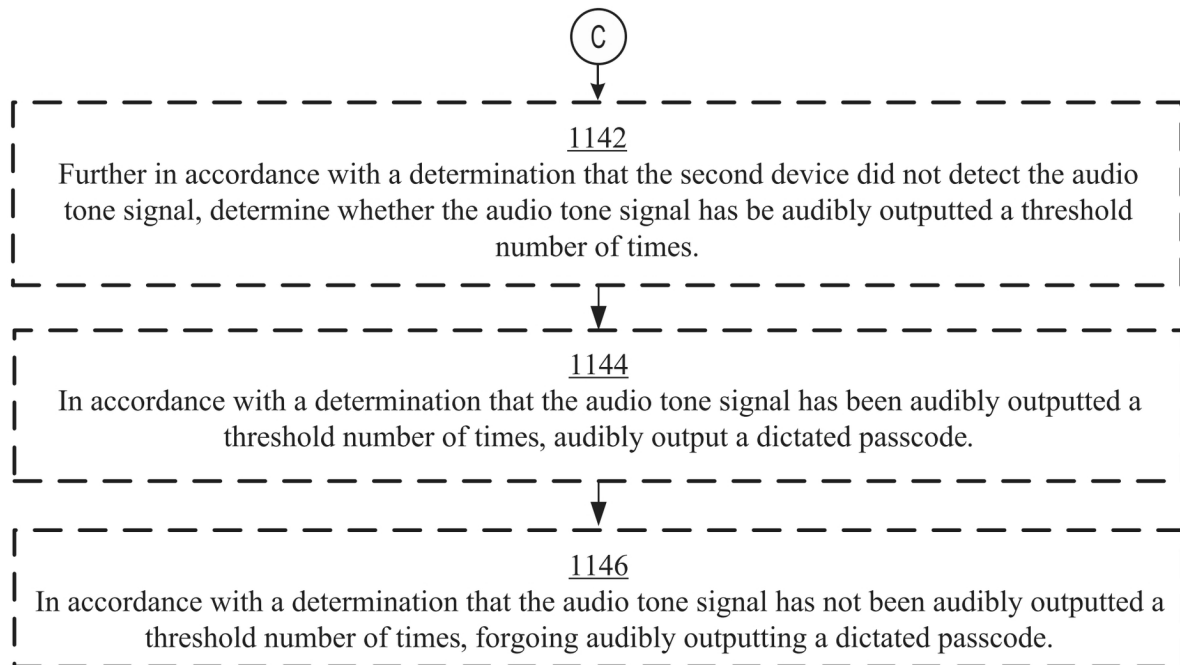 C
1142
Further in accordance with a determination that the second device did not detect the audio
tone signal, determine whether the audio tone signal has be audibly outputted a threshold
number of times.
1144
In accordance with a determination that the audio tone signal has been audibly outputted a
threshold number of times, audibly output a dictated passcode.
1146
In accordance with a determination that the audio tone signal has not been audibly outputted a
threshold number of times, forgoing audibly outputting a dictated passcode.